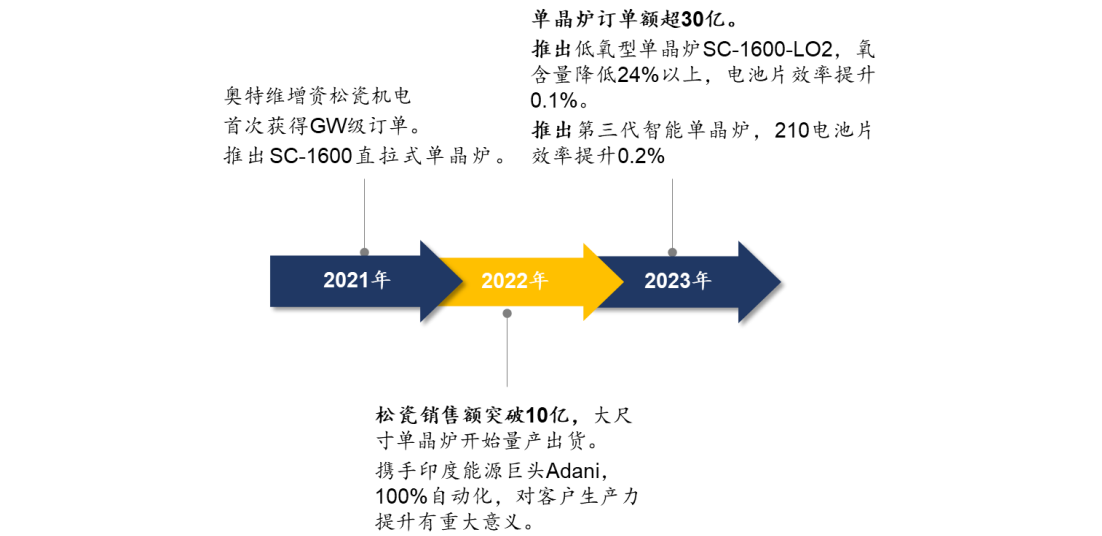 奥特维增资松瓷机电
首次获得GW级订单。
推出SC-1600直拉式单晶炉。
单晶炉订单额超30亿。
推出低氧型单晶炉SC-1600-LO2，氧
含量降低24%以上，电池片效率提升
0.1%。
推出第三代智能单晶炉，210电池片
效率提升0.2%
2021年
2022年
2023年
松瓷销售额突破10亿，大尺
寸单晶炉开始量产出货。
携手印度能源巨头Adani，
100%自动化，对客户生产力
提升有重大意义。